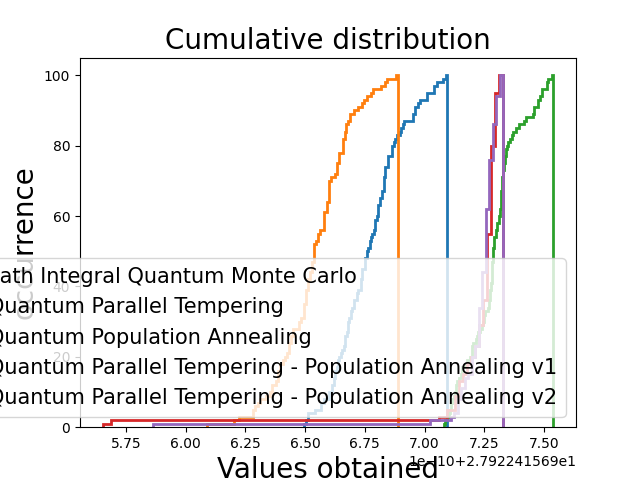 Cumulative distribution
100
80
60
40
20
0
occurrence
ath Integral Quantum Monte Carlo
Quantum Parallel Tempering
Quantum Population Annealing
Quantum Parallel Tempering - Population Annealing v1
Quantum Parallel Tempering - Population Annealing v2
5.75 6.00 6.25 6.50 6.75 7.00 7.25 7.50
Values obtained
1e−10+2.792241569e1